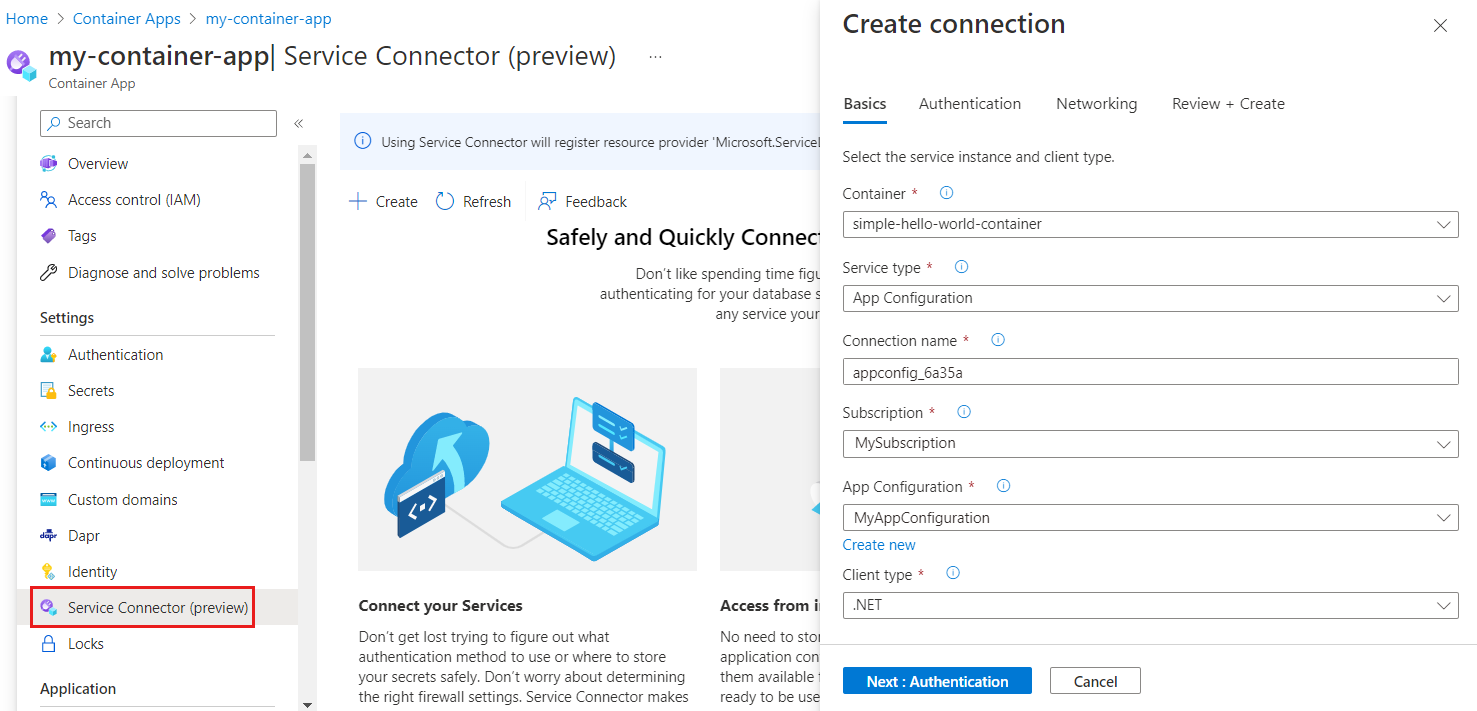 Home > Container Apps > my-container-app
my-container-app| Service Connector (preview) ...
Container App
Search «
Overview
Access control (IAM)
Tags
Diagnose and solve problems
Settings
Authentication
Secrets
Ingress
Continuous deployment
Custom domains
Dapr
Identity
Service Connector (preview)
Locks
Application
Using Service Connector will register resource provider 'Microsoft.Service
Create Refresh Feedback
Safely and Quickly Connect
Don't like spending time figu
authenticating for your database s
any service your
Connect your Services
Don't get lost trying to figure out what
authentication method to use or where to store
your secrets safely. Don't worry about determining
the right firewall settings. Service Connector makes
Access from i
No need to sto
application con
them available
ready to be use
Create connection
Basics Authentication Networking Review + Create
Select the service instance and client type.
Container *
simple-hello-world-container
Service type *
App Configuration
Connection name *
appconfig_6a35a
Subscription *
MySubscription
App Configuration *
MyAppConfiguration
Create new
Client type *
.NET
Next : Authentication Cancel